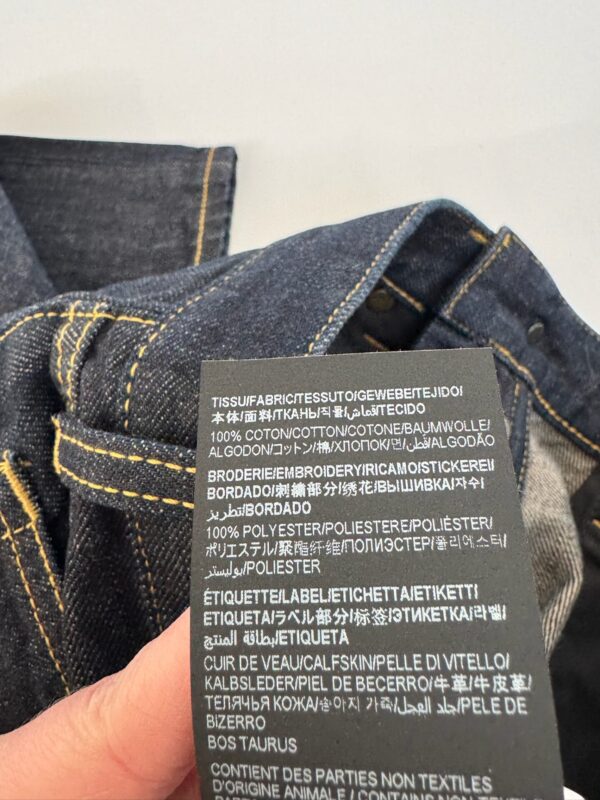 TISSU/FABRIC/TESSUTO/GEWEBE/TEJIDO/
本体/面料/ТКАНЬ/직물/قماش/TECIDO
100% COTON/COTTON/COTONE/BAUMWOLLE/
ALGODON/コットン/棉/ХЛОПОК/면/قطن/ALGODÃO
BRODERIE/EMBROIDERY/RICAMO/STICKEREI/
BORDADO/刺繍部分/绣花/ВЫШИВКА/자수/
تطريز/BORDADO
100% POLYESTER/POLIESTERE/POLIÉSTER/
ポリエステル/聚酯纤维/ПОЛИЭСТЕР/폴리에스터/
بوليستر/POLIESTER
ÉTIQUETTE/LABEL/ETICHETTA/ETIKETT/
ETIQUETA/ラベル部分/标签/ЭТИКЕТКА/라벨/
بطاقة المنتج/ETIQUETA
CUIR DE VEAU/CALFSKIN/PELLE DI VITELLO/
KALBSLEDER/PIEL DE BECERRO/牛革/牛皮革/
ТЕЛЯЧЬЯ КОЖА/송아지 가죽/جلد العجل/PELE DE
BIZERRO
BOS TAURUS
CONTIENT DES PARTIES NON TEXTILES
D'ORIGINE ANIMALE / CONTAINS NON